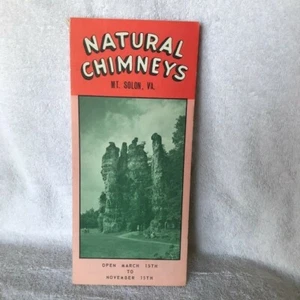 NATURAL
CHIMNEYS
MT. SOLON, VA.
OPEN MARCH 15TH
TO
NOVEMBER 15TH